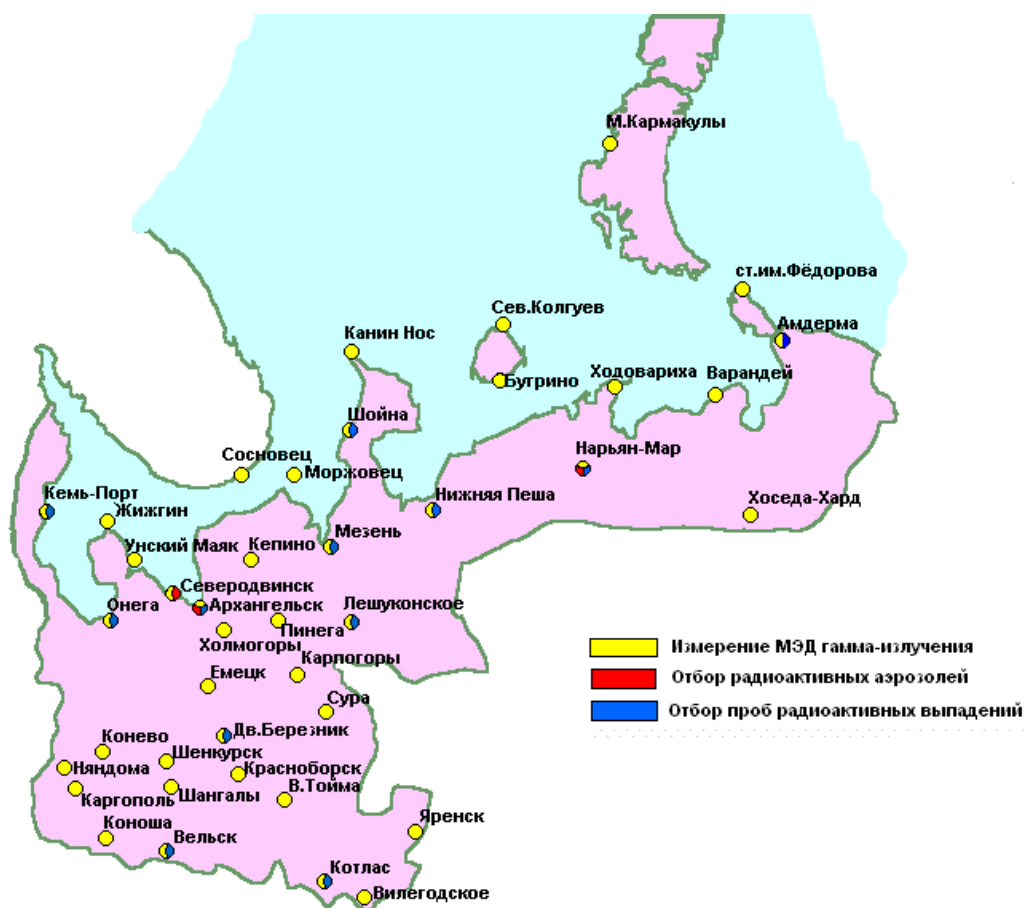 М.Кармакулы
ст.им.Фёдорова
Сев.Колгуев
Амдерма
Канин Нос
Бугрино
Ходовариха
Варандей
Шойна
Нарьян-Мар
Сосновец
Моржовец
Кемь-Порт
Нижняя Пеша
Хоседа-Хард
Жижгин
Мезень
Унский Маяк
Кепино
Северодвинск
Онега
Архангельск
Лешуконское
Пинега
Холмогоры
Карпогоры
Емецк
Сура
Дв.Березник
Конево
Шенкурск
Няндома
Красноборск
В.Тойма
Каргополь
Шангалы
Яренск
Коноша
Вельск
Котлас
Вилегодское
Измерение МЭД гамма-излучения
Отбор радиоактивных аэрозолей
Отбор проб радиоактивных выпадений